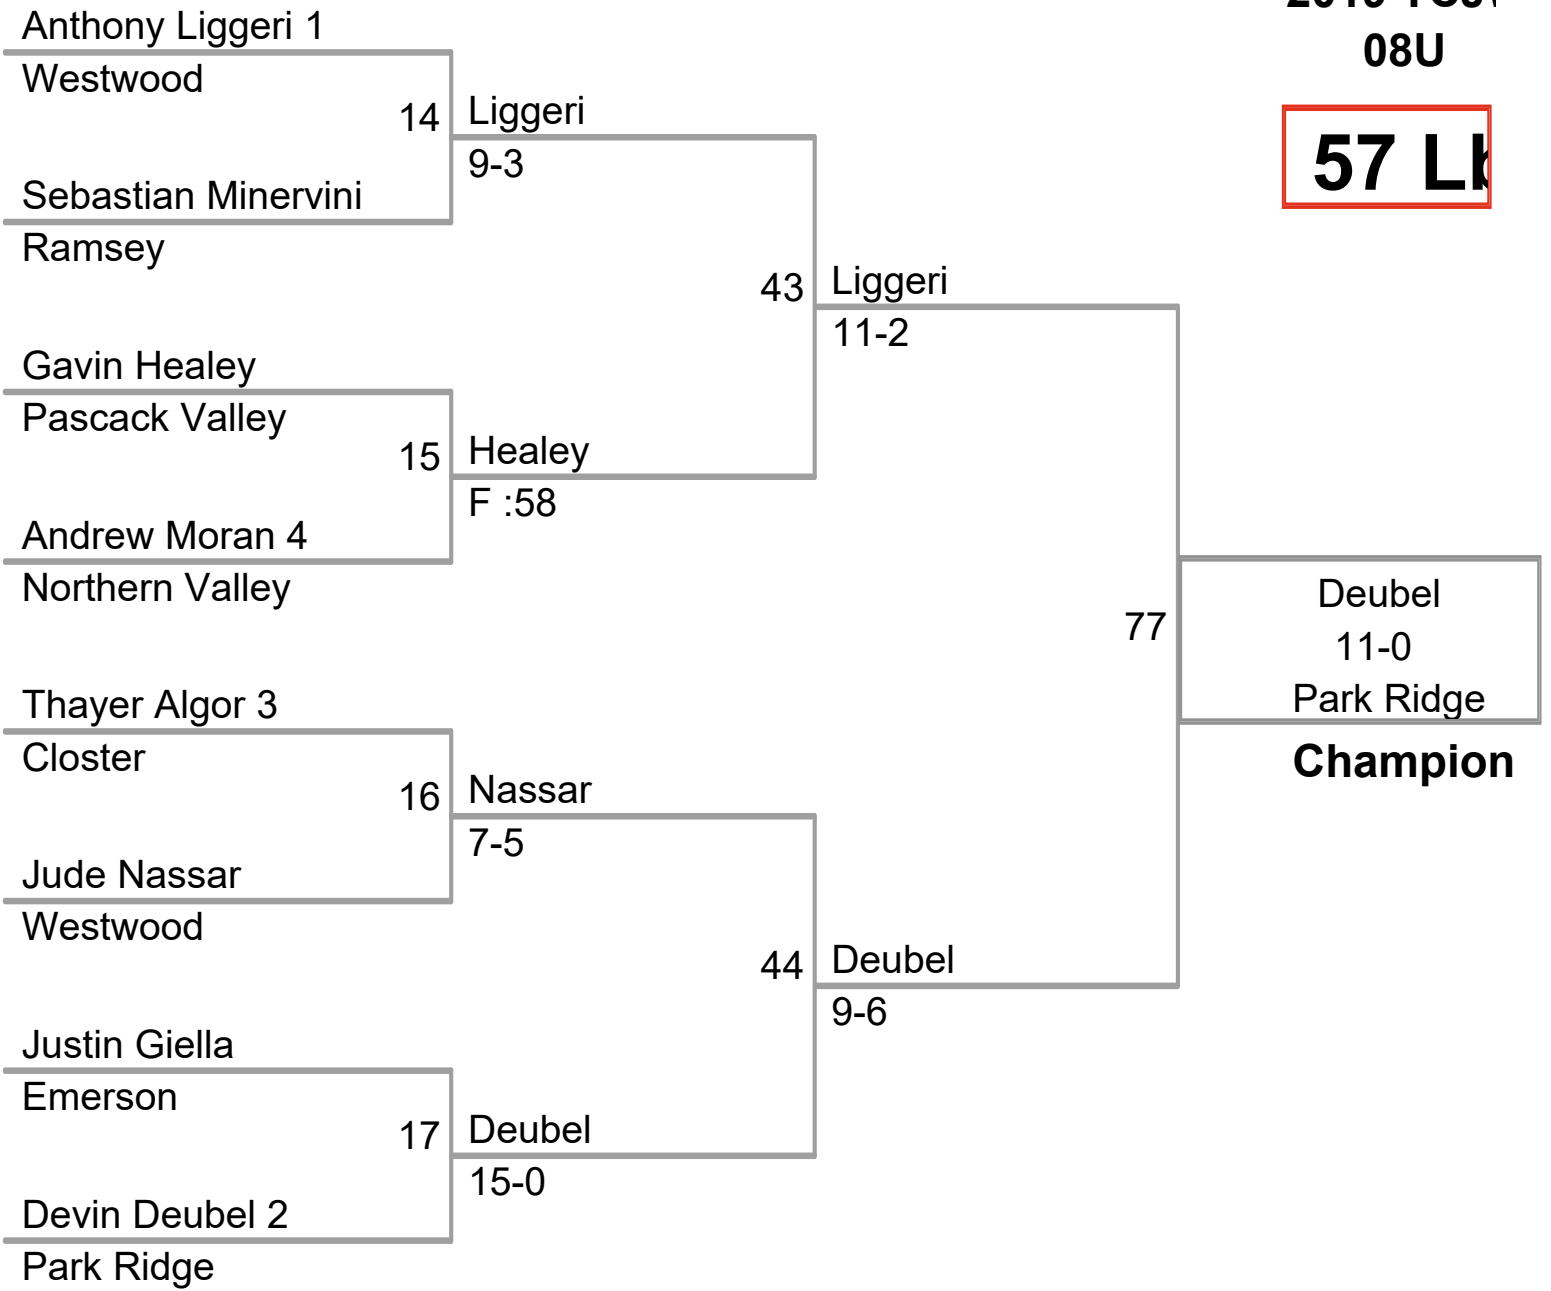 08U
57
Anthony Liggeri 1
Westwood
14
Liggeri
9-3
Sebastian Minervini
Ramsey
43
Liggeri
11-2
Gavin Healey
Pascack Valley
15
Healey
F :58
Andrew Moran 4
Northern Valley
77
Deubel
11-0
Park Ridge
Champion
Thayer Algor 3
Closter
16
Nassar
7-5
Jude Nassar
Westwood
44
Deubel
9-6
Justin Giella
Emerson
17
Deubel
15-0
Devin Deubel 2
Park Ridge